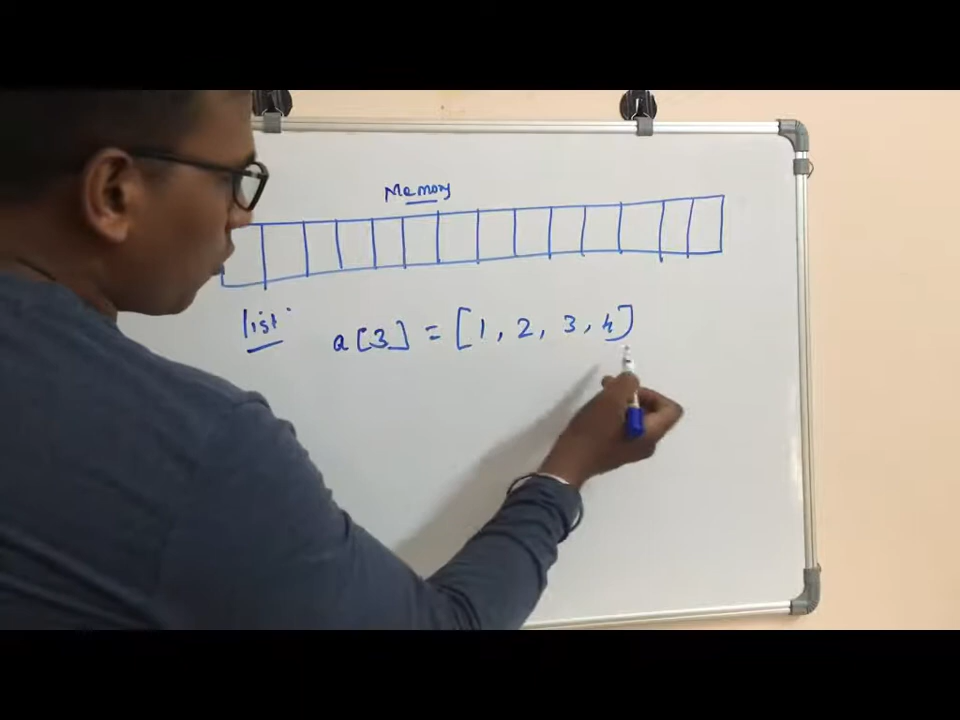 Memory
list
a[3] = [1, 2, 3, 4]